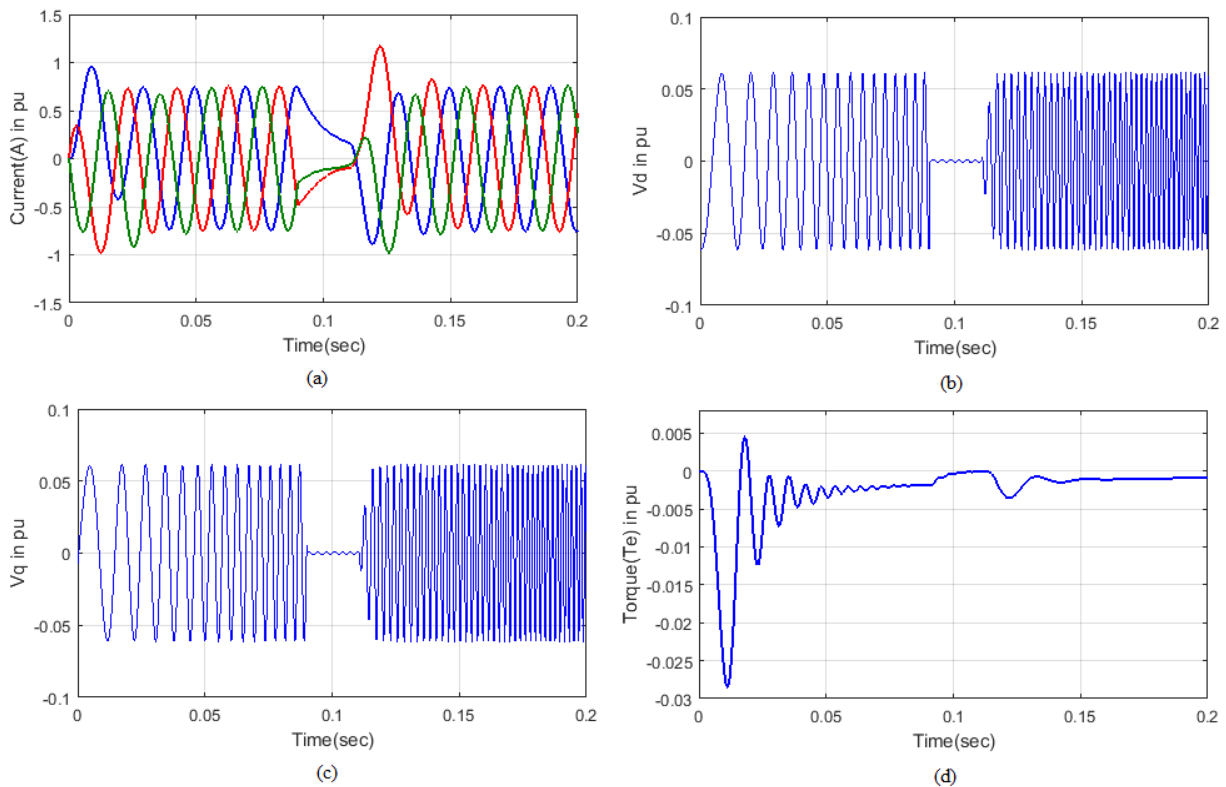 1.5
1
0.5
0
-0.5
-1
-1.5
Current(A) in pu
0 0.05 0.1 0.15 0.2
Time(sec)
(a)
0.1
0.05
0
-0.05
-0.1
Vd in pu
0 0.05 0.1 0.15 0.2
Time(sec)
(b)
0.1
0.05
0
-0.05
-0.1
Vq in pu
0 0.05 0.1 0.15 0.2
Time(sec)
(c)
0.005
0
-0.005
-0.01
-0.015
-0.02
-0.025
-0.03
Torque(Te) in pu
0 0.05 0.1 0.15 0.2
Time(sec)
(d)